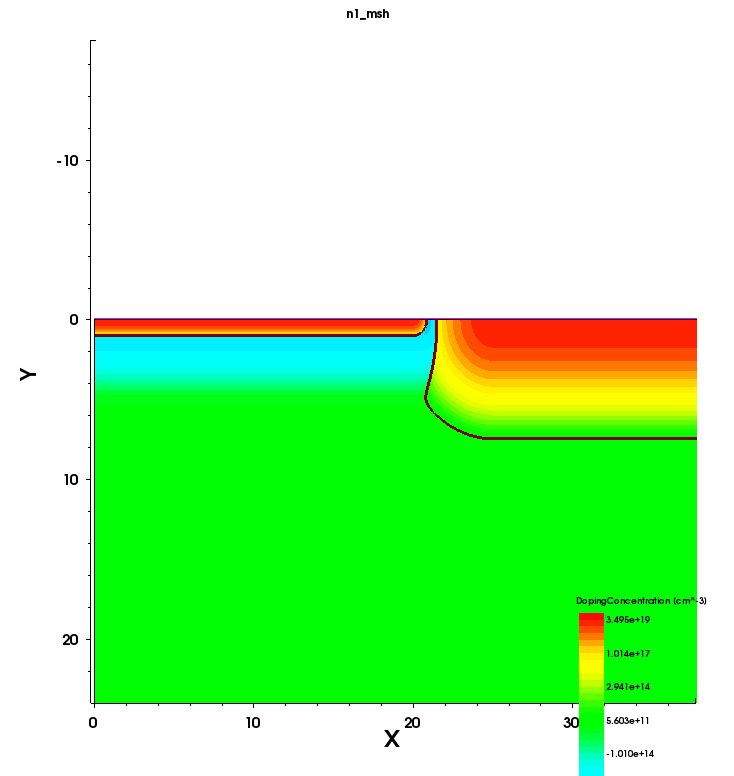 n1_msh
-10
0
10
20
Y
0
10
20
30
X
DopingConcentration (cm^-3)
3.495e+19
1.014e+17
2.941e+14
5.603e+11
-1.010e+14